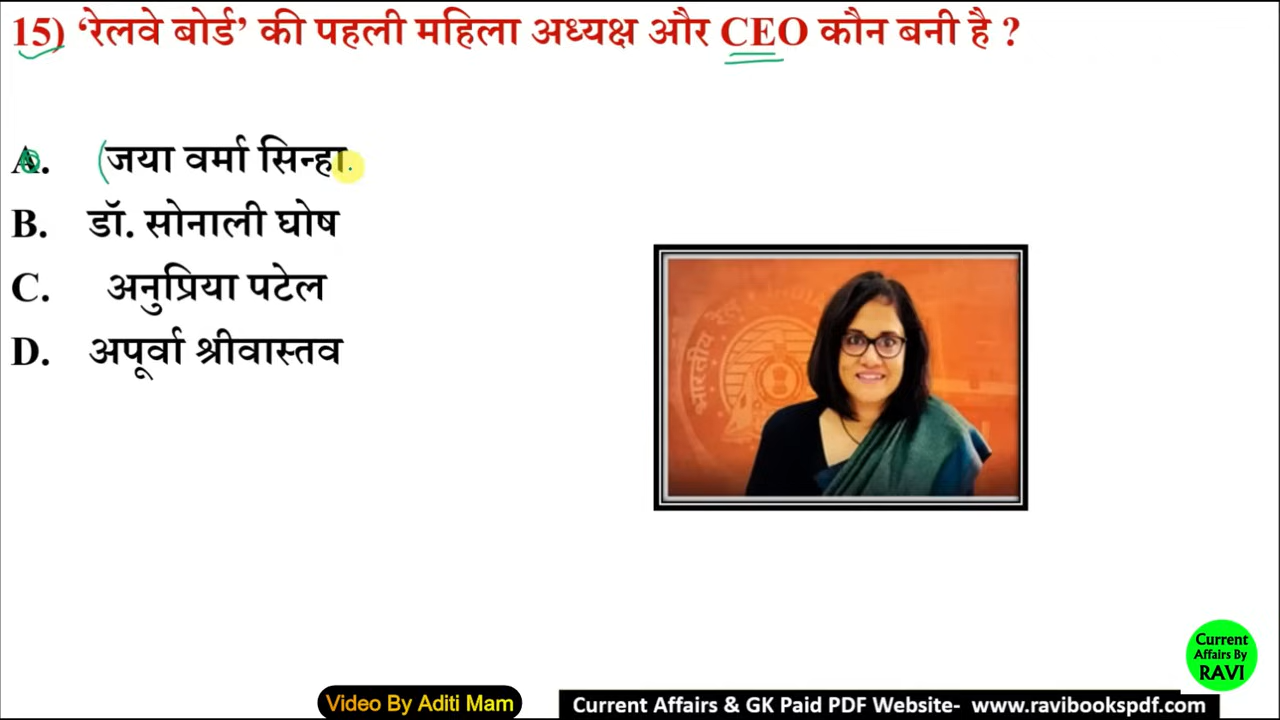 15) ‘रेलवे बोर्ड’ की पहली महिला अध्यक्ष और CEO कौन बनी है ?
A. (जया वर्मा सिन्हा.
B. डॉ. सोनाली घोष
C. अनुप्रिया पटेल
D. अपूर्वा श्रीवास्तव
भारतीय रेल
Current
Affairs By
RAVI
Video By Aditi Mam
Current Affairs & GK Paid PDF Website- www.ravibookspdf.com